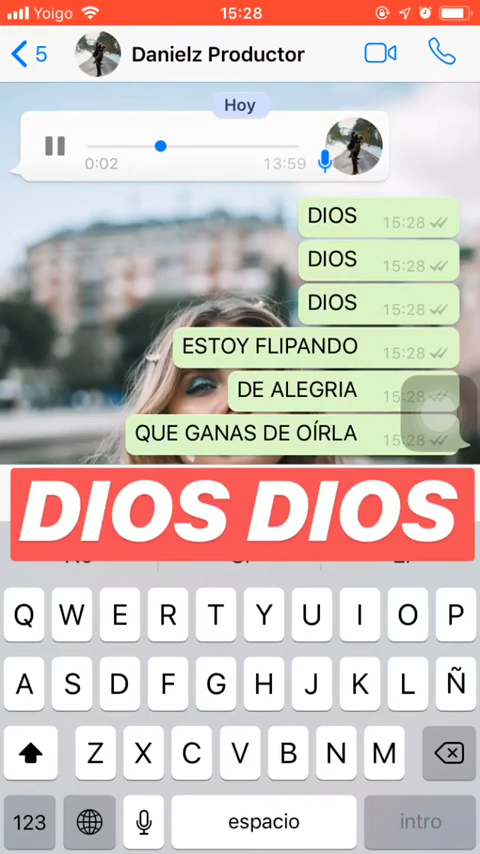 Yoigo 15:28
5 Danielz Productor
Hoy
0:02 13:59
DIOS 15:28
DIOS 15:28
DIOS 15:28
ESTOY FLIPANDO 15:28
DE ALEGRIA 15:28
QUE GANAS DE OÍRLA 15:28
DIOS DIOS
Q W E R T Y U I O P
A S D F G H J K L Ñ
Z X C V B N M
123 espacio intro